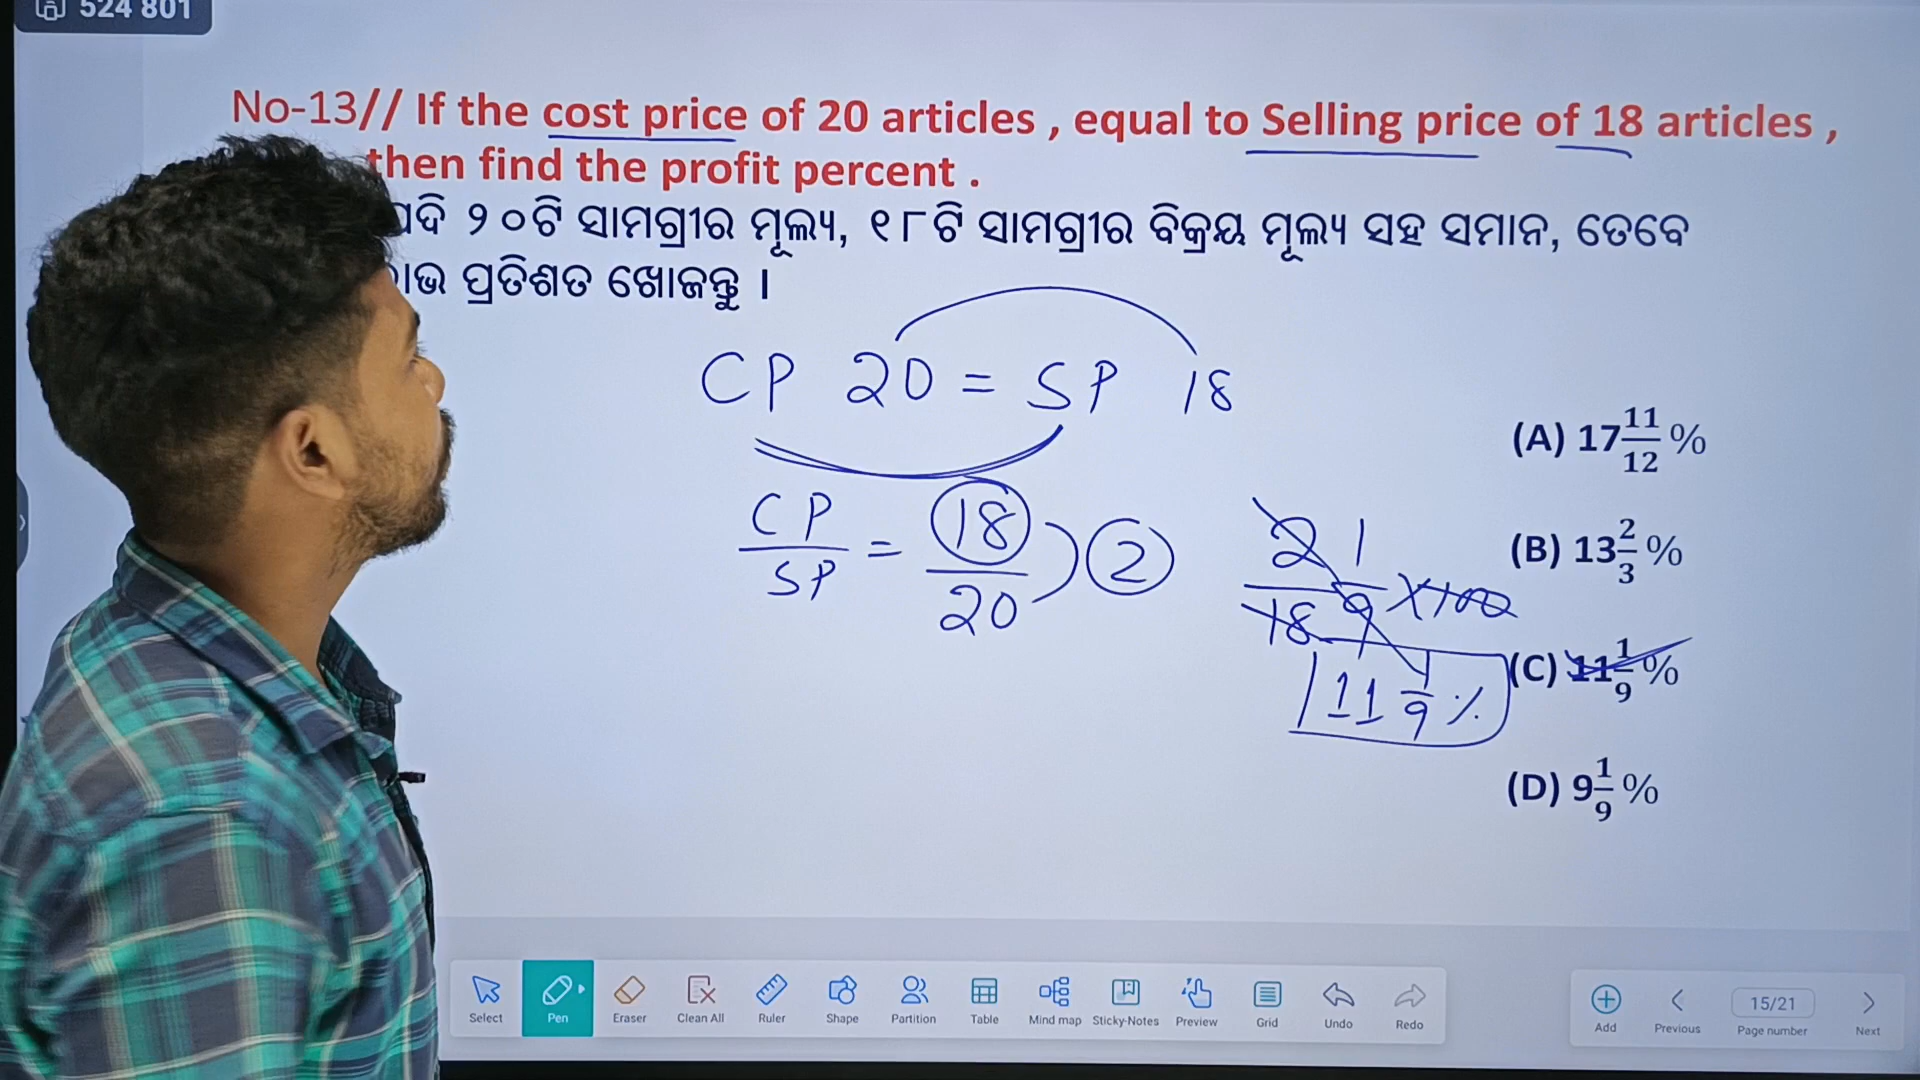 524 801
No-13// If the cost price of 20 articles , equal to Selling price of 18 articles ,
then find the profit percent .
ଯଦି ୨୦ଟି ସାମଗ୍ରୀର ମୂଲ୍ୟ, ୧୮ଟି ସାମଗ୍ରୀର ବିକ୍ରୟ ମୂଲ୍ୟ ସହ ସମାନ, ତେବେ
ପ୍ରତିଶତ ଖୋଜନ୍ତୁ ।
CP 20 = SP 18
CP/SP = 18/20 ) 2
2 1/18 9 ×100
11 1/9 %
(A) 17 11/12 %
(B) 13 2/3 %
(C) 11 1/9 %
(D) 9 1/9 %
Select Pen Eraser Clean All Ruler Shape Partition Table Mind map Sticky-Notes Preview Grid Undo Redo
Add Previous 15/21 Page number Next